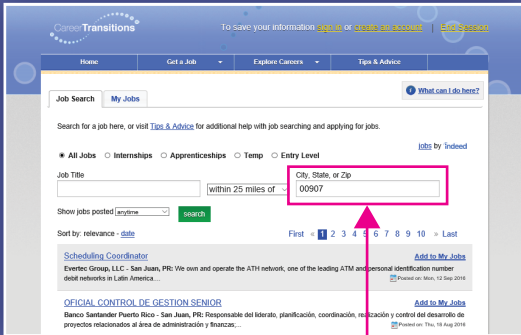 CareerTransitions
To save your information sign in or create an account | End Session
Home Get a Job Explore Careers Tips & Advice
Job Search My Jobs
What can I do here?
Search for a job here, or visit Tips & Advice for additional help with job searching and applying for jobs.
jobs by indeed
All Jobs Internships Apprenticeships Temp Entry Level
Job Title City, State, or Zip
within 25 miles of 00907
Show jobs posted anytime search
Sort by: relevance - date First « 1 2 3 4 5 6 7 8 9 10 » Last
Scheduling Coordinator Add to My Jobs
Evertec Group, LLC - San Juan, PR: We own and operate the ATH network, one of the leading ATM and personal identification number
debit networks in Latin America.... Posted on: Mon, 12 Sep 2016
OFICIAL CONTROL DE GESTION SENIOR Add to My Jobs
Banco Santander Puerto Rico - San Juan, PR: Responsable del liderato, planificación, coordinación, realización y control del desarrollo de
proyectos relacionados al área de administración y finanzas;... Posted on: Thu, 18 Aug 2016